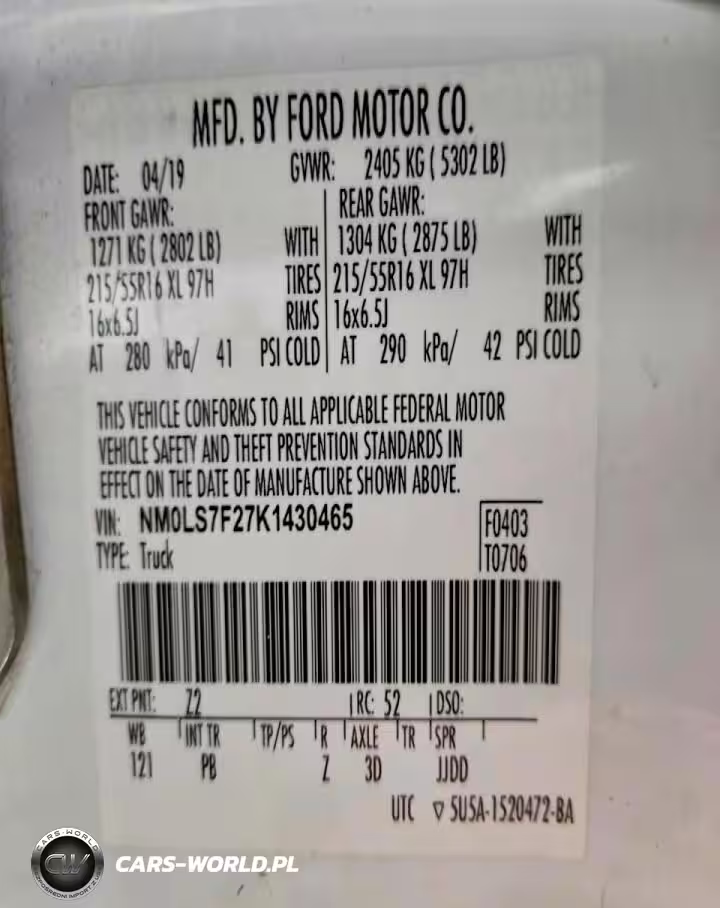 MFD. BY FORD MOTOR CO.
DATE: 04/19 GVWR: 2405 KG ( 5302 LB)
FRONT GAWR: REAR GAWR:
1271 KG ( 2802 LB) WITH 1304 KG ( 2875 LB) WITH
215/55R16 XL 97H TIRES 215/55R16 XL 97H TIRES
16x6.5J RIMS 16x6.5J RIMS
AT 280 kPa/ 41 PSI COLD AT 290 kPa/ 42 PSI COLD
THIS VEHICLE CONFORMS TO ALL APPLICABLE FEDERAL MOTOR
VEHICLE SAFETY AND THEFT PREVENTION STANDARDS IN
EFFECT ON THE DATE OF MANUFACTURE SHOWN ABOVE.
VIN: NM0LS7F27K1430465 F0403
TYPE: Truck T0706
EXT PNT: Z2 RC: 52 DSO:
WB INT TR TP/PS R AXLE TR SPR
121 PB Z 3D JJDD
UTC ▽ 5U5A-1520472-BA
CARS-WORLD
CW
CARS-WORLD.PL